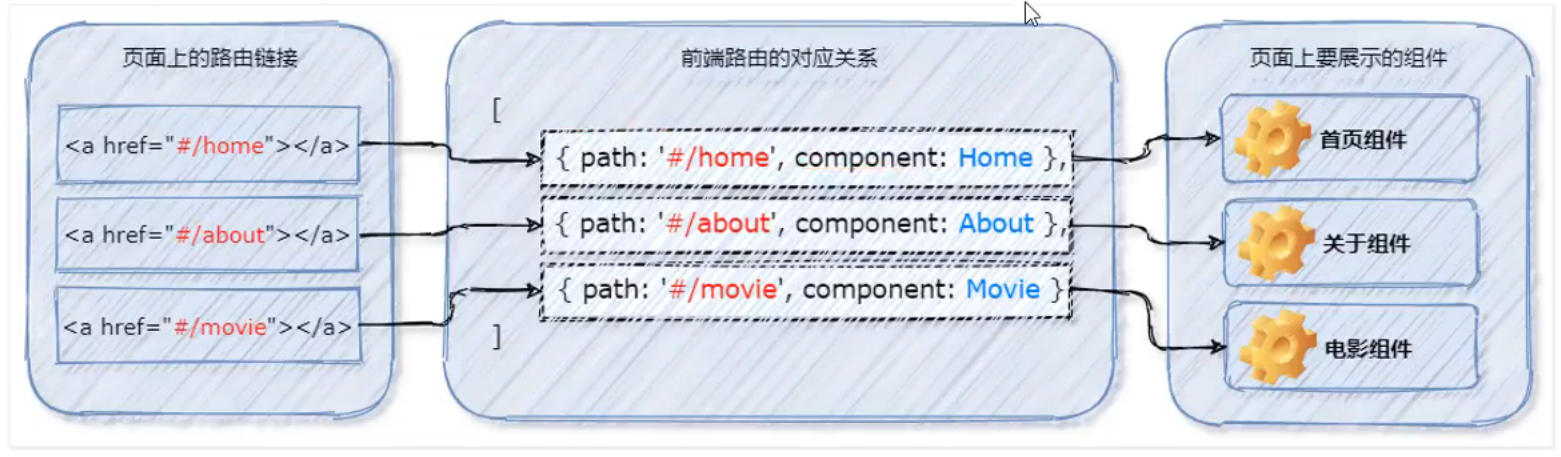 页面上的路由链接
<a href="#/home"></a>
<a href="#/about"></a>
<a href="#/movie"></a>
前端路由的对应关系
[
{ path: '#/home', component: Home },
{ path: '#/about', component: About },
{ path: '#/movie', component: Movie }
]
页面上要展示的组件
首页组件
关于组件
电影组件